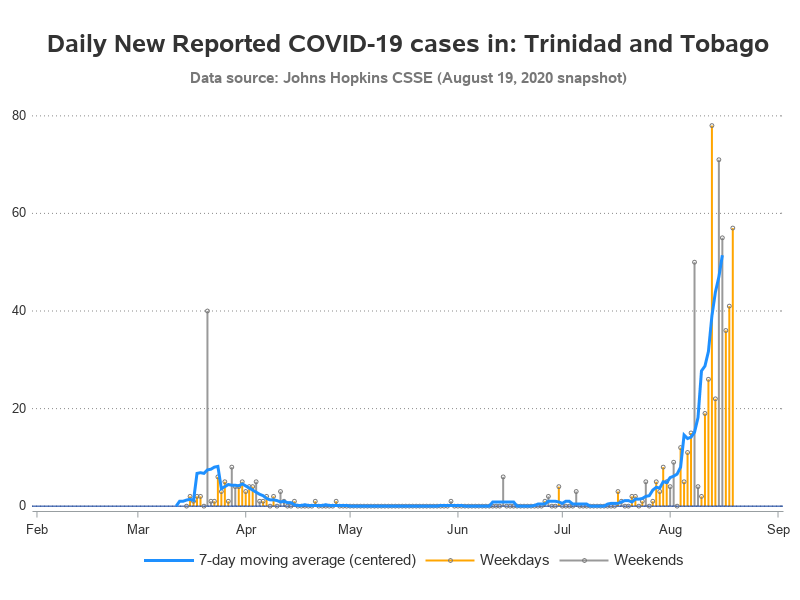 Daily New Reported COVID-19 cases in: Trinidad and Tobago
Data source: Johns Hopkins CSSE (August 19, 2020 snapshot)
80
60
40
20
0
Feb Mar Apr May Jun Jul Aug Sep
7-day moving average (centered) Weekdays Weekends